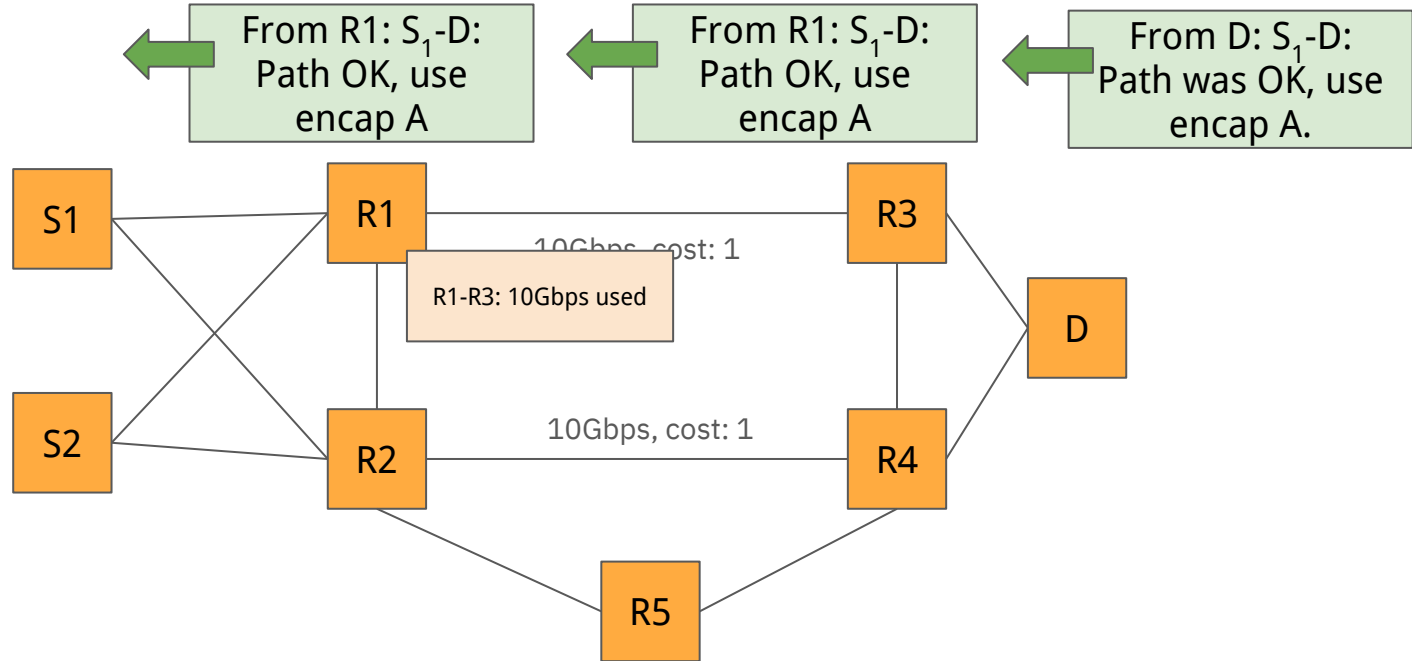 From R1: S₁-D:
Path OK, use
encap A
From R1: S₁-D:
Path OK, use
encap A
From D: S₁-D:
Path was OK, use
encap A.
S1
R1
R3
10Gbps, cost: 1
R1-R3: 10Gbps used
D
S2
R2
10Gbps, cost: 1
R4
R5